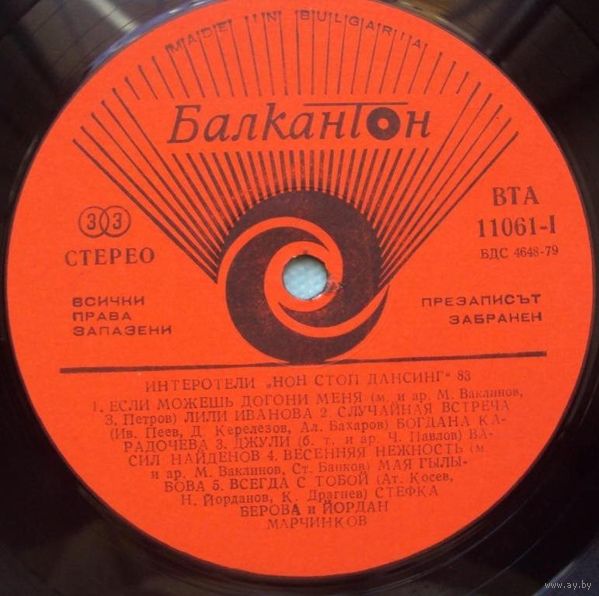 MADE IN BULGARIA
Балкантон
33
СТЕРЕО
ВТА
11061-I
БДС 4648-79
ВСИЧКИ
ПРАВА
ЗАПАЗЕНИ
ПРЕЗАПИСЪТ
ЗАБРАНЕН
ИНТЕРОТЕЛИ „НОН СТОП ДАНСИНГ" 83
1. ЕСЛИ МОЖЕШЬ ДОГОНИ МЕНЯ (м. и ар. М. Ваклинов,
З. Петров) ЛИЛИ ИВАНОВА 2. СЛУЧАЙНАЯ ВСТРЕЧА
(Ив. Пеев, Д. Керелезов, Ал. Бахаров) БОГДАНА КА-
РАДОЧЕВА 3. ДЖУЛИ (б. т. и ар. Ч. Павлов) ВА-
СИЛ НАЙДЕНОВ 4. ВЕСЕННЯЯ НЕЖНОСТЬ (м
и ар. М. Ваклинов, Ст. Банков) МАЯ ГЫЛЫ-
БОВА 5. ВСЕГДА С ТОБОЙ (Ат. Косев,
Н. Йорданов, К. Драгнев) СТЕФКА
БЕРОВА и ЙОРДАН
МАРЧИНКОВ
www.ay.by